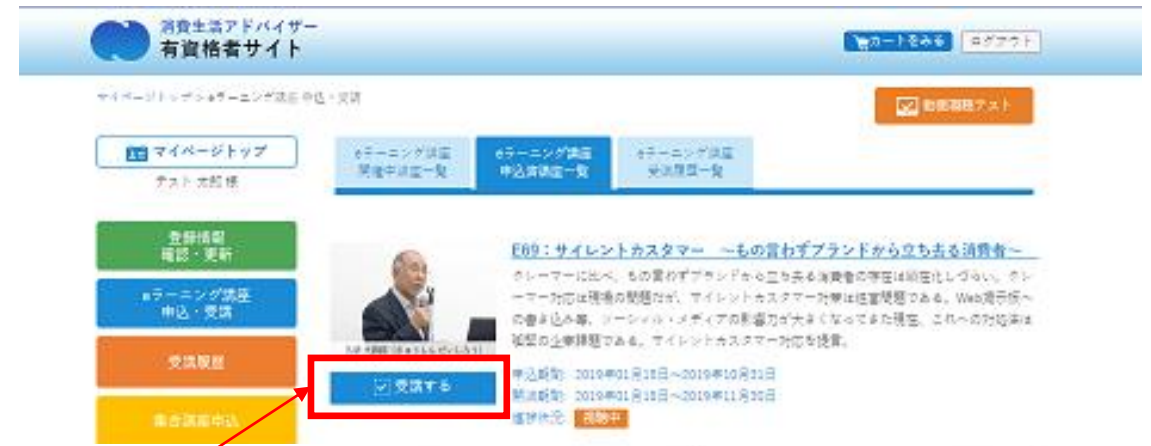 消費生活アドバイザー
有資格者サイト
カートをみる
ログアウト
マイページトップ > eラーニング講座 申込・受講
動画視聴テスト
マイページトップ
テスト 太郎 様
eラーニング講座
開催中講座一覧
eラーニング講座
申込済講座一覧
eラーニング講座
受講履歴一覧
登録情報
確認・更新
eラーニング講座
申込・受講
受講履歴
集合講座申込
E69：サイレントカスタマー ～もの言わずブランドから立ち去る消費者～
クレーマーに比べ、もの言わずブランドから立ち去る消費者の存在は顕在化しづらい。クレ
ーマー対応は現場の問題だが、サイレントカスタマー対策は経営問題である。Web掲示板へ
の書き込み等、ソーシャル・メディアの影響力が大きくなってきた現在、これへの対処策は
喫緊の企業課題である。サイレントカスタマー対応を提言。
受講する
申込期間: 2019年01月18日～2019年10月31日
開講期間: 2019年01月18日～2019年11月30日
進捗状況: 視聴中